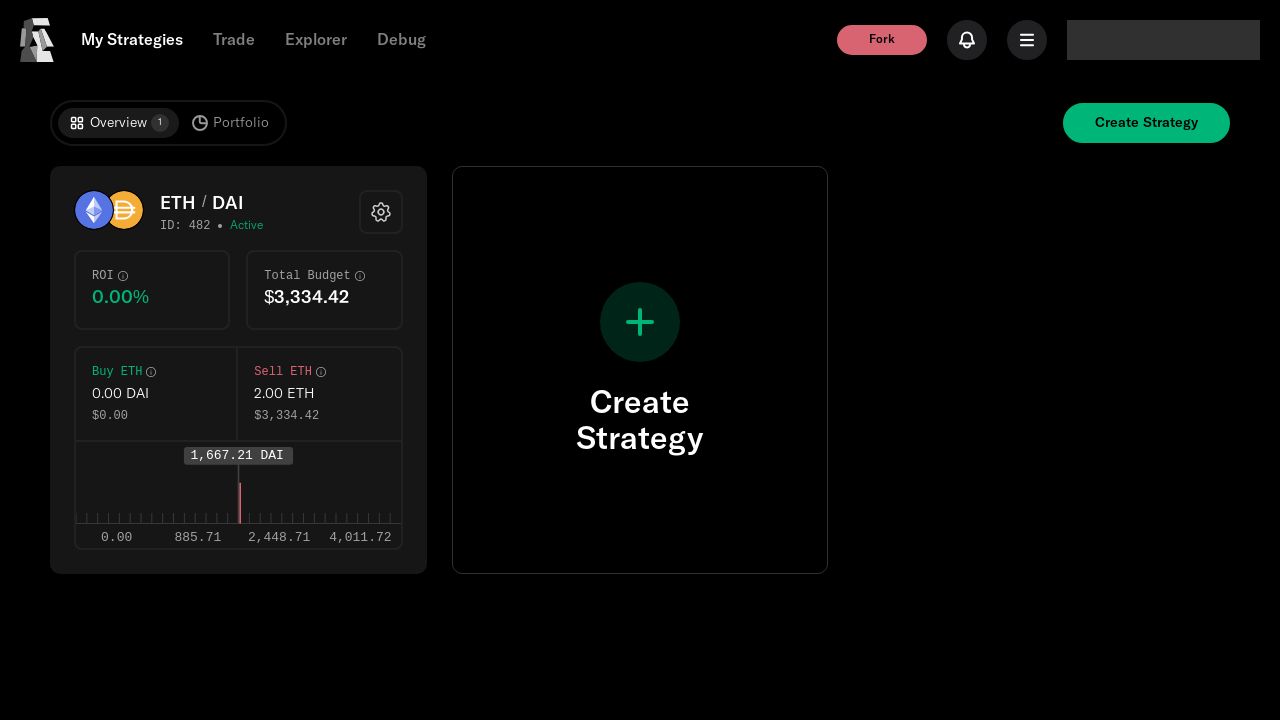 My Strategies
Trade
Explorer
Debug
Fork
Overview 1
Portfolio
Create Strategy
ETH / DAI
ID: 482 • Active
ROI
0.00%
Total Budget
$3,334.42
Buy ETH
0.00 DAI
$0.00
Sell ETH
2.00 ETH
$3,334.42
1,667.21 DAI
0.00
885.71
2,448.71
4,011.72
Create
Strategy